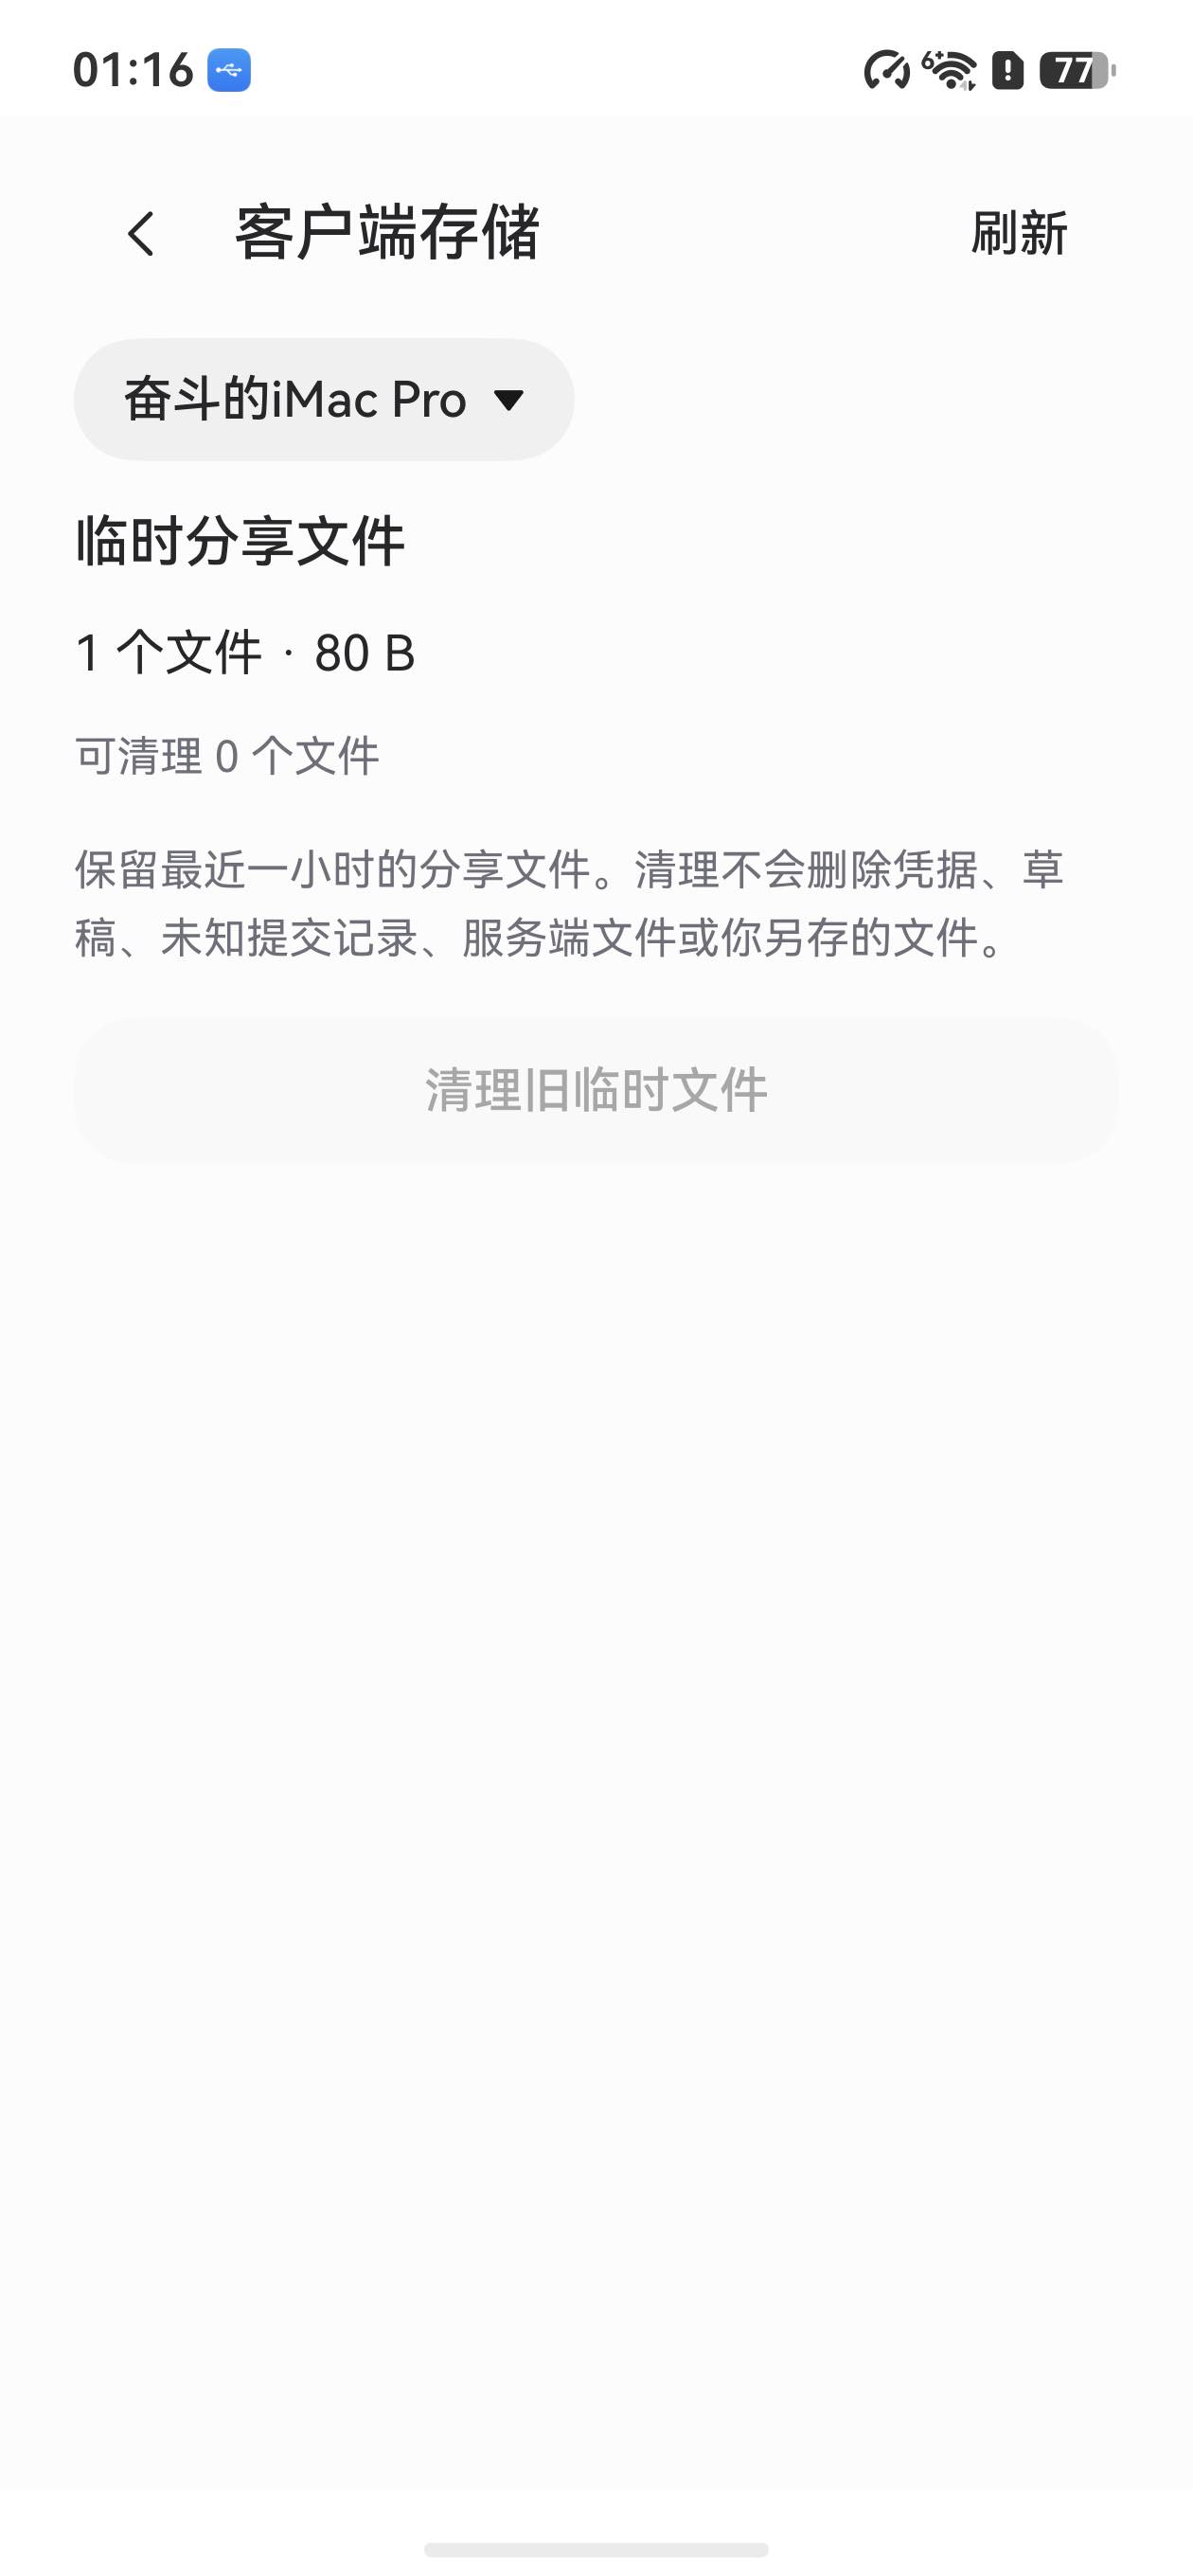 01:16
77
客户端存储
刷新
奋斗的iMac Pro
临时分享文件
1 个文件 · 80 B
可清理 0 个文件
保留最近一小时的分享文件。清理不会删除凭据、草
稿、未知提交记录、服务端文件或你另存的文件。
清理旧临时文件